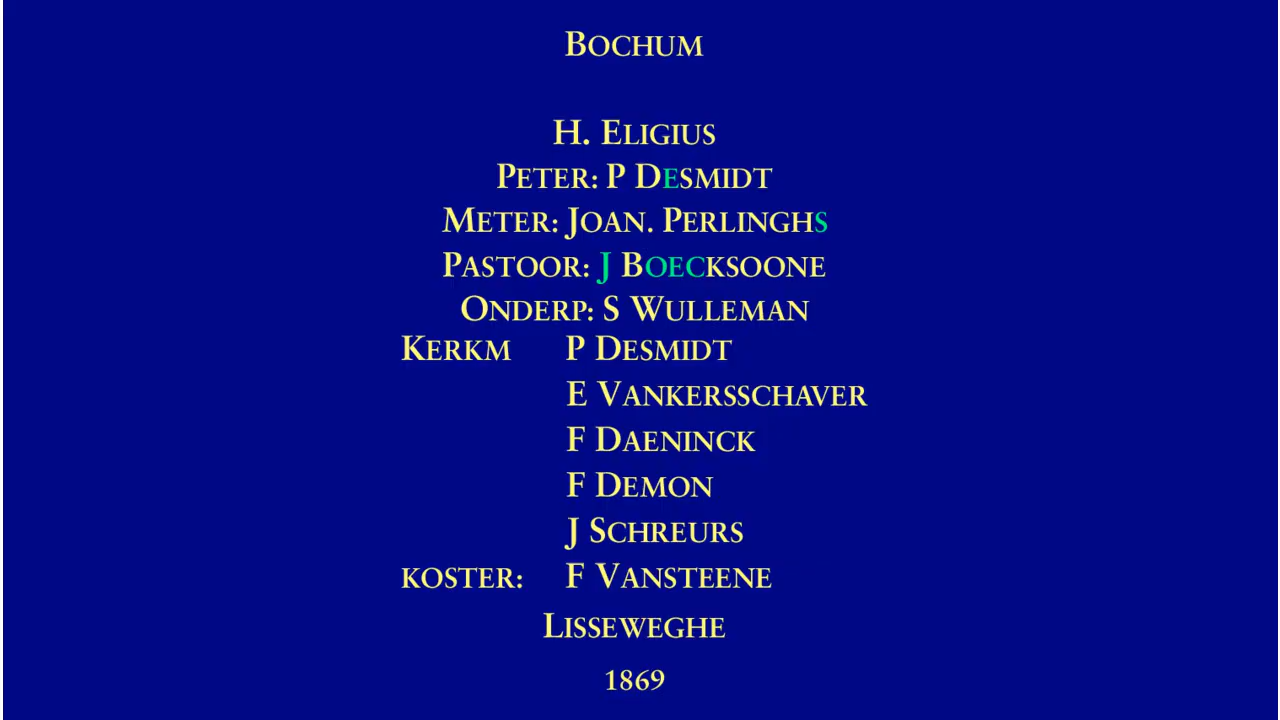 BOCHUM
H. ELIGIUS
PETER: P DESMIDT
METER: JOAN. PERLINGHS
PASTOOR: J BOECKSOONE
ONDERP: S WULLEMAN
KERKM P DESMIDT
E VANKERSSCHAVER
F DAENINCK
F DEMON
J SCHREURS
KOSTER: F VANSTEENE
LISSEWEGHE
1869